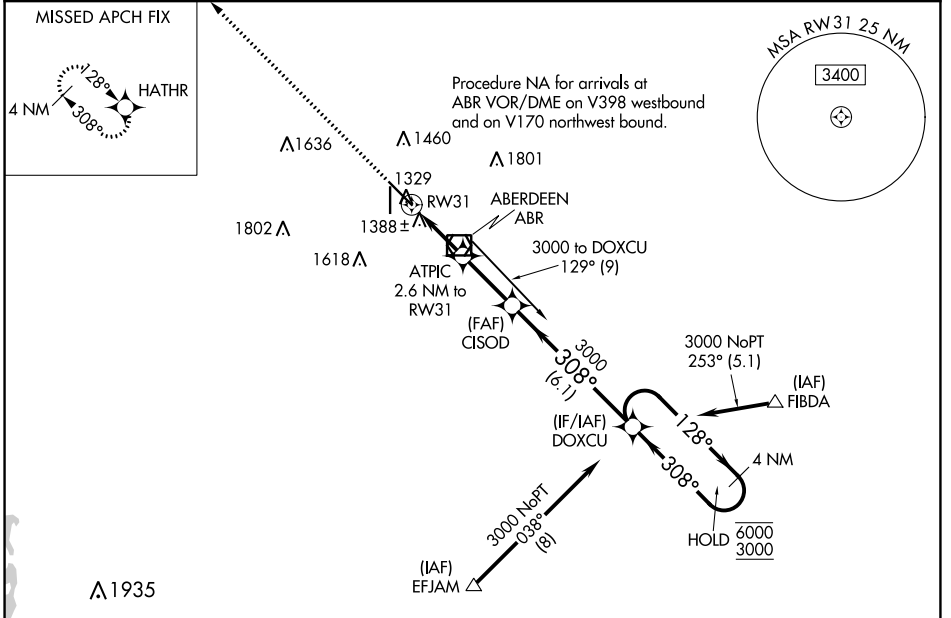 MISSED APCH FIX
128°
HATHR
4 NM
308°
Procedure NA for arrivals at
ABR VOR/DME on V398 westbound
and on V170 northwest bound.
MSA RW31 25 NM
3400
1636
1460
1801
1329
RW31
ABERDEEN
ABR
1388 ±
1802
1618
3000 to DOXCU
129° (9)
ATPIC
2.6 NM to
RW31
(FAF)
CISOD
3000
308°
(6.1)
3000 NoPT
253° (5.1)
(IAF)
FIBDA
(IF/IAF)
DOXCU
128°
308°
4 NM
HOLD
6000
3000
3000 NoPT
038°
(8)
(IAF)
EFJAM
1935